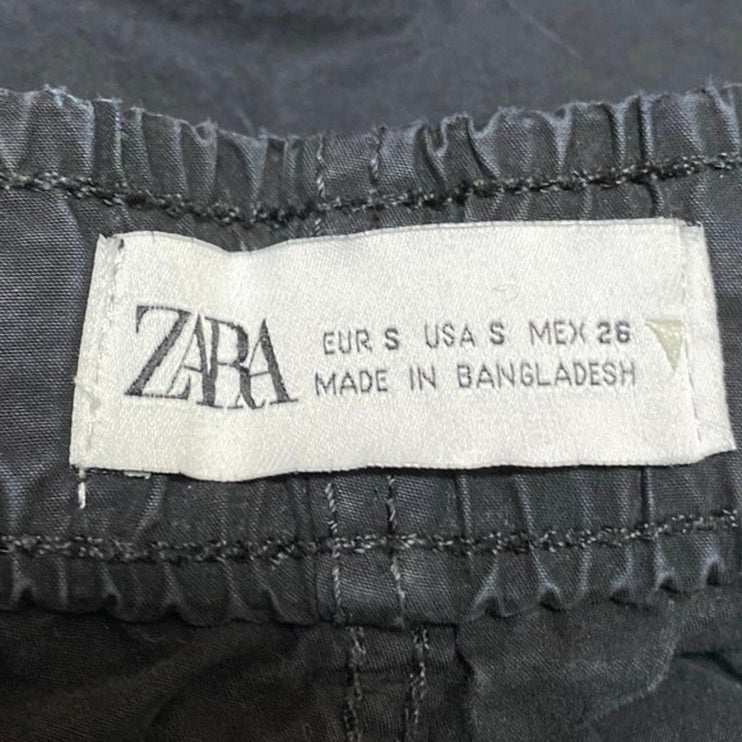 ZARA
EUR S USA S MEX 26
MADE IN BANGLADESH